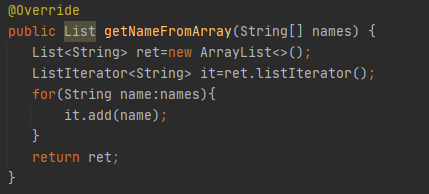 @Override
public List getNameFromArray(String[] names) {
List<String> ret=new ArrayList<>();
ListIterator<String> it=ret.listIterator();
for(String name:names){
it.add(name);
}
return ret;
}